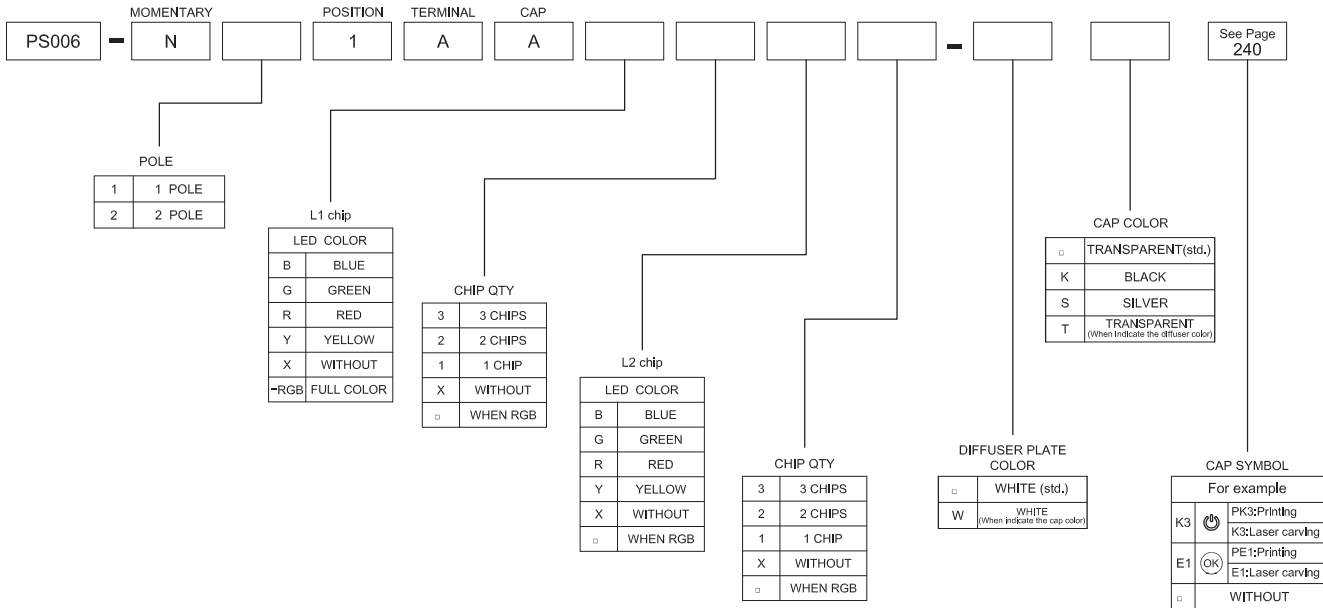 MOMENTARY POSITION TERMINAL CAP
PS006 - N 1 A A - See Page
240
POLE
1 1 POLE
2 2 POLE
L1 chip
LED COLOR
B BLUE
G GREEN
R RED
Y YELLOW
X WITHOUT
-RGB FULL COLOR
CHIP QTY
3 3 CHIPS
2 2 CHIPS
1 1 CHIP
X WITHOUT
□ WHEN RGB
L2 chip
LED COLOR
B BLUE
G GREEN
R RED
Y YELLOW
X WITHOUT
□ WHEN RGB
CHIP QTY
3 3 CHIPS
2 2 CHIPS
1 1 CHIP
X WITHOUT
□ WHEN RGB
DIFFUSER PLATE
COLOR
□ WHITE (std.)
W WHITE
(When indicate the cap color)
CAP COLOR
□ TRANSPARENT(std.)
K BLACK
S SILVER
T TRANSPARENT
(When Indicate the diffuser color)
CAP SYMBOL
For example
K3 PK3:Printing
K3:Laser carving
E1 OK PE1:Printing
E1:Laser carving
□ WITHOUT